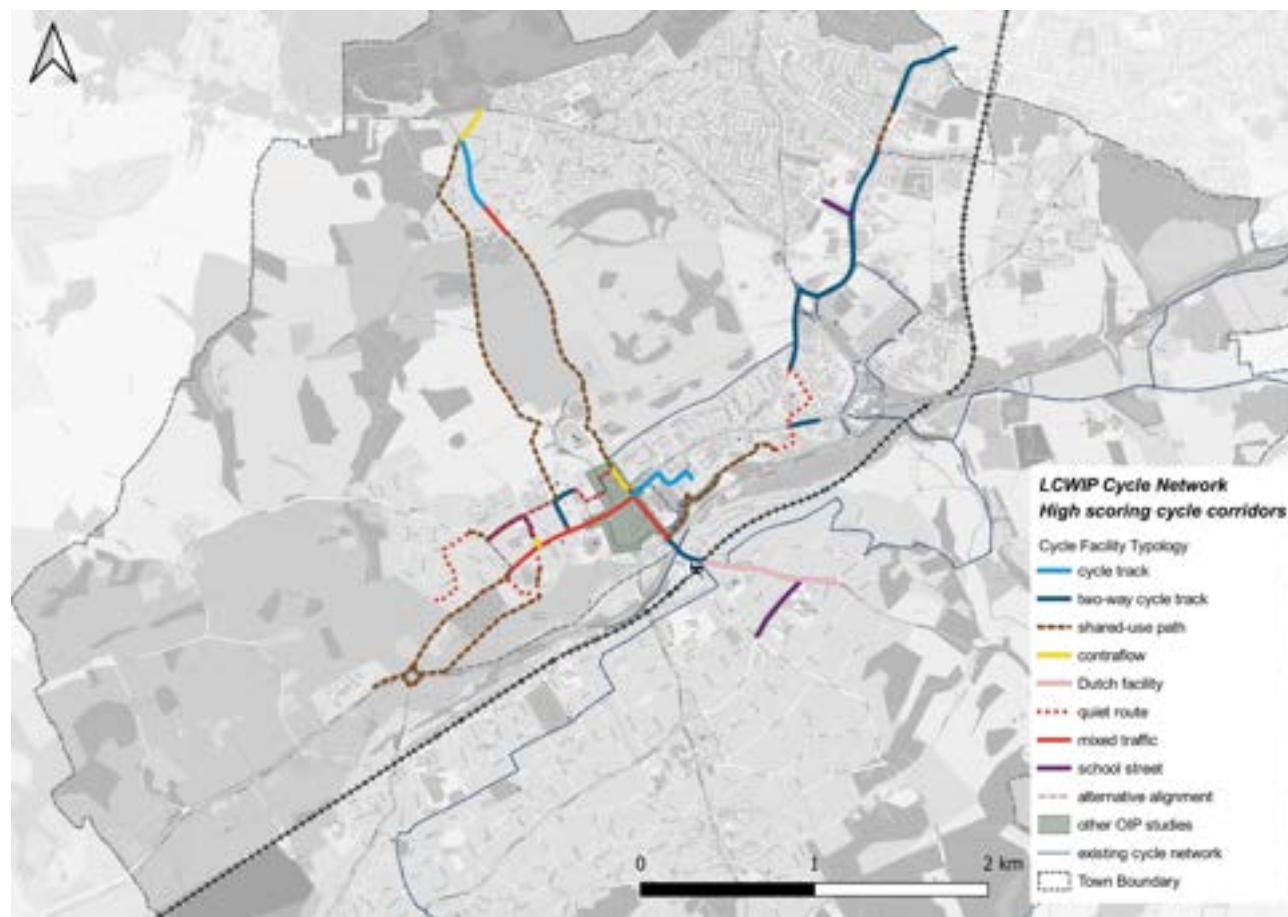 LCWIP Cycle Network
High scoring cycle corridors
Cycle Facility Typology
cycle track
two-way cycle track
shared-use path
contraflow
Dutch facility
quiet route
mixed traffic
school street
alternative alignment
other OIP studies
existing cycle network
Town Boundary
0 1 2 km